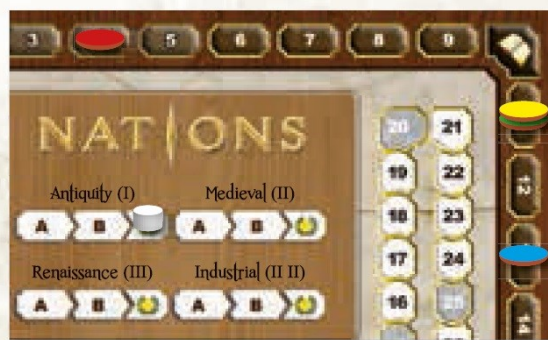 3 5 6 7 8 9
NATIONS
20 21
Antiquity (I) Medieval (II)
19 22
A B A B
18 23
12
Renaissance (III) Industrial (II II)
17 24
A B A B
16
14